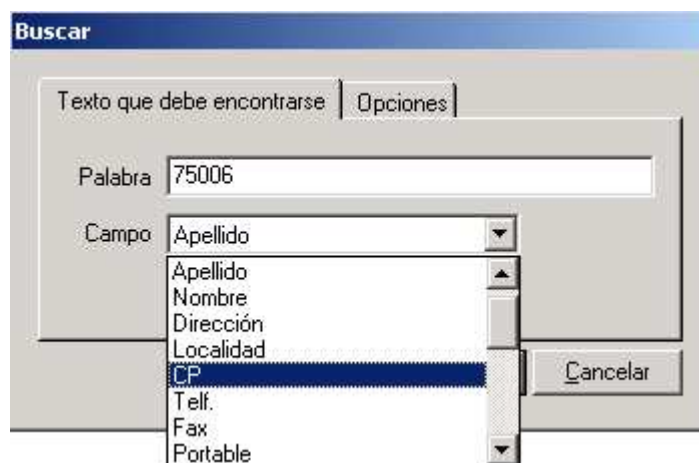 Buscar
Texto que debe encontrarse Opciones
Palabra 75006
Campo Apellido
Apellido
Nombre
Dirección
Localidad
CP
Cancelar
Telf.
Fax
Portable